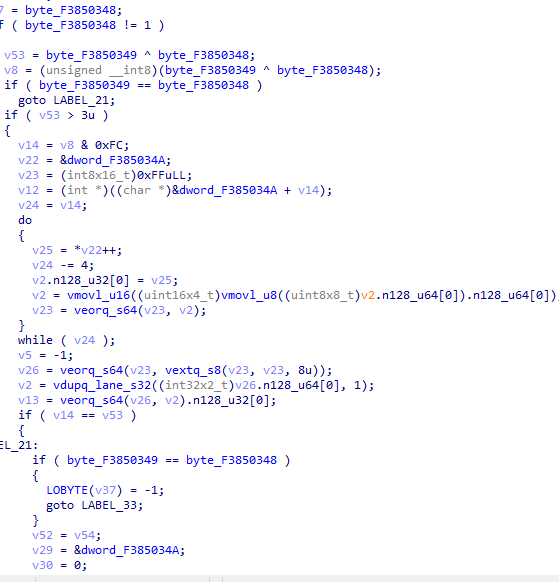 7 = byte_F3850348;
f ( byte_F3850348 != 1 )
v53 = byte_F3850349 ^ byte_F3850348;
v8 = (unsigned __int8)(byte_F3850349 ^ byte_F3850348);
if ( byte_F3850349 == byte_F3850348 )
goto LABEL_21;
if ( v53 > 3u )
{
v14 = v8 & 0xFC;
v22 = &dword_F385034A;
v23 = (int8x16_t)0xFFuLL;
v12 = (int *)((char *)&dword_F385034A + v14);
v24 = v14;
do
{
v25 = *v22++;
v24 -= 4;
v2.n128_u32[0] = v25;
v2 = vmovl_u16((uint16x4_t)vmovl_u8((uint8x8_t)v2.n128_u64[0]).n128_u64[0])
v23 = veorq_s64(v23, v2);
}
while ( v24 );
v5 = -1;
v26 = veorq_s64(v23, vextq_s8(v23, v23, 8u));
v2 = vdupq_lane_s32((int32x2_t)v26.n128_u64[0], 1);
v13 = veorq_s64(v26, v2).n128_u32[0];
if ( v14 == v53 )
{
EL_21:
if ( byte_F3850349 == byte_F3850348 )
{
LOBYTE(v37) = -1;
goto LABEL_33;
}
v52 = v54;
v29 = &dword_F385034A;
v30 = 0;